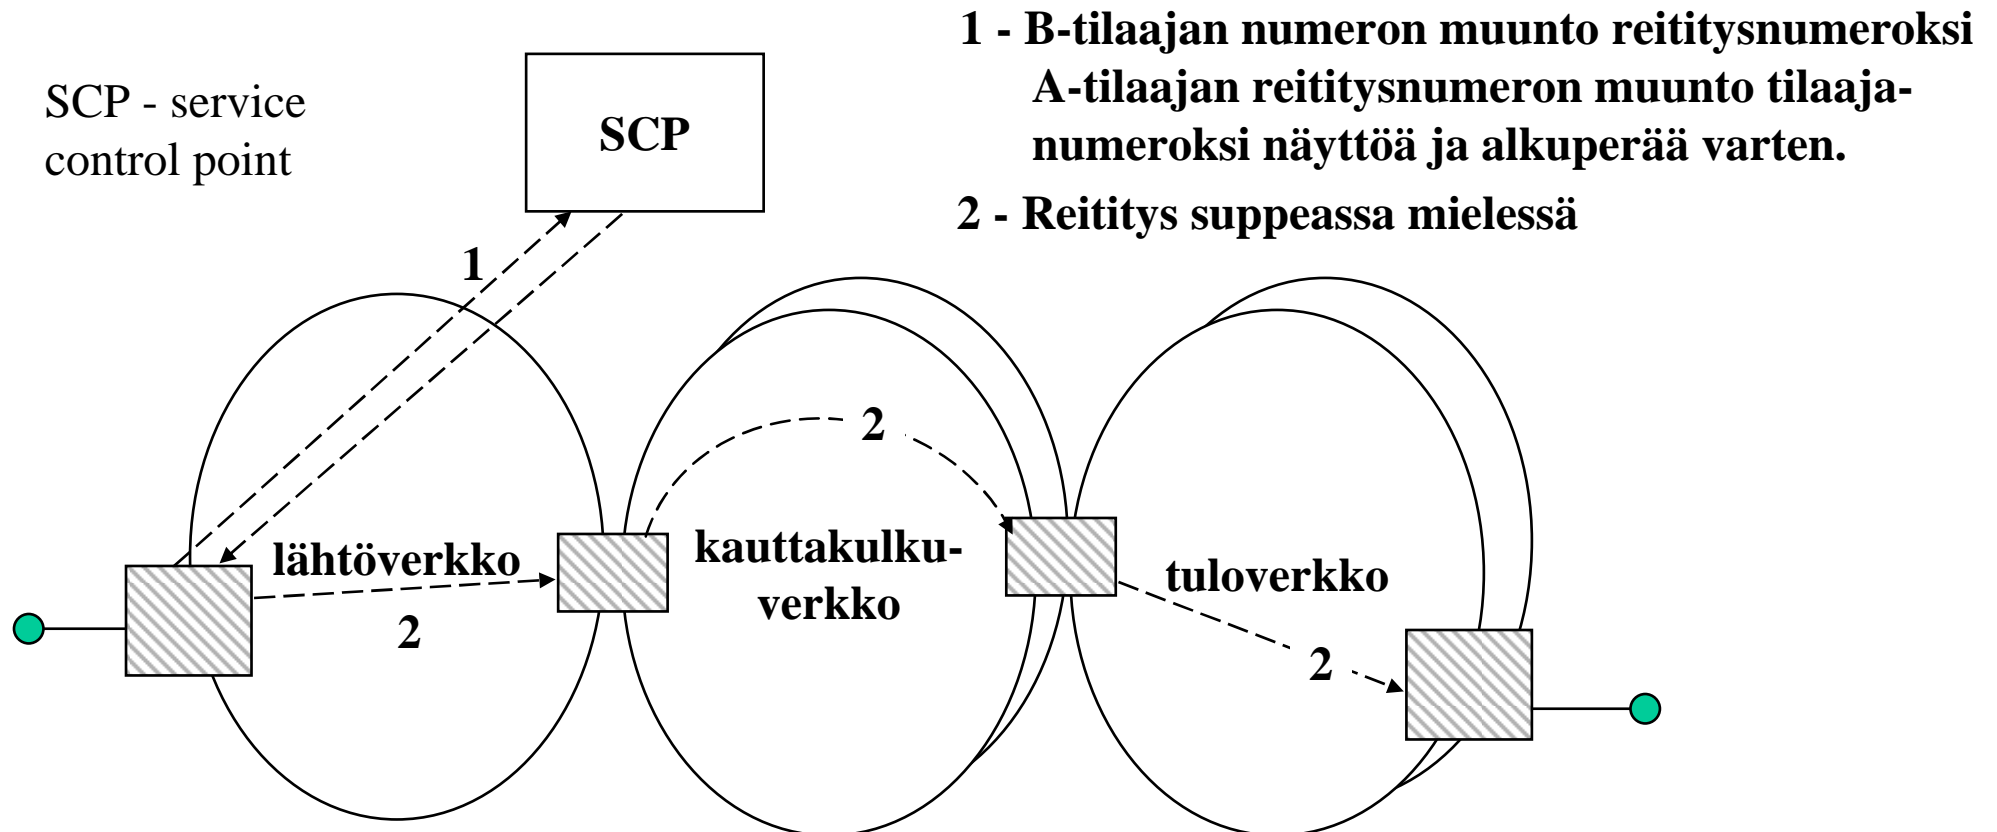 1 - B-tilaajan numeron muunto reititysnumeroksi
A-tilaajan reititysnumeron muunto tilaaja-
numeroksi näyttöä ja alkuperää varten.
2 - Reititys suppeassa mielessä
SCP - service
control point
SCP
1
2
lähtöverkko
2
kauttakulku-
verkko
tuloverkko
2